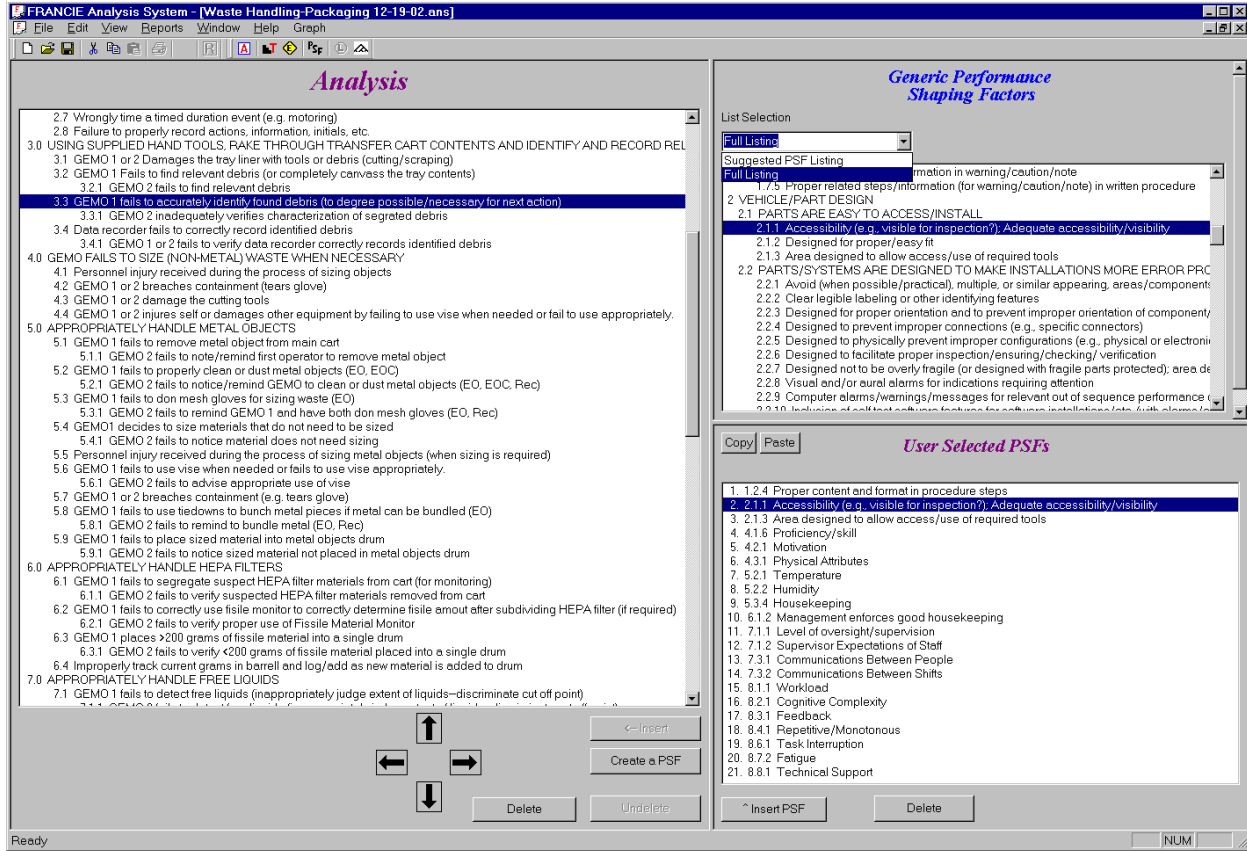 FRANCIE Analysis System - [Waste Handling-Packaging 12-19-02.ans]
File Edit View Reports Window Help Graph
Analysis
2.7 Wrongly time a timed duration event (e.g. motoring)
2.8 Failure to properly record actions, information, initials, etc.
3.0 USING SUPPLIED HAND TOOLS, RAKE THROUGH TRANSFER CART CONTENTS AND IDENTIFY AND RECORD REL
3.1 GEMO 1 or 2 Damages the tray liner with tools or debris (cutting/scraping)
3.2 GEMO 1 Fails to find relevant debris (or completely canvass the tray contents)
3.2.1 GEMO 2 fails to find relevant debris
3.3 GEMO 1 fails to accurately identify found debris (to degree possible/necessary for next action)
3.3.1 GEMO 2 inadequately verifies characterization of segrated debris
3.4 Data recorder fails to correctly record identified debris
3.4.1 GEMO 1 or 2 fails to verify data recorder correctly records identified debris
4.0 GEMO FAILS TO SIZE (NON-METAL) WASTE WHEN NECESSARY
4.1 Personnel injury received during the process of sizing objects
4.2 GEMO 1 or 2 breaches containment (tears glove)
4.3 GEMO 1 or 2 damage the cutting tools
4.4 GEMO 1 or 2 injures self or damages other equipment by failing to use vise when needed or fail to use appropriately.
5.0 APPROPRIATELY HANDLE METAL OBJECTS
5.1 GEMO 1 fails to remove metal object from main cart
5.1.1 GEMO 2 fails to note/remind first operator to remove metal object
5.2 GEMO 1 fails to properly clean or dust metal objects (EO, EOC)
5.2.1 GEMO 2 fails to notice/remind GEMO to clean or dust metal objects (EO, EOC, Rec)
5.3 GEMO 1 fails to don mesh gloves for sizing waste (EO)
5.3.1 GEMO 2 fails to remind GEMO 1 and have both don mesh gloves (EO, Rec)
5.4 GEMO1 decides to size materials that do not need to be sized
5.4.1 GEMO 2 fails to notice material does not need sizing
5.5 Personnel injury received during the process of sizing metal objects (when sizing is required)
5.6 GEMO 1 fails to use vise when needed or fails to use vise appropriately.
5.6.1 GEMO 2 fails to advise appropriate use of vise
5.7 GEMO 1 or 2 breaches containment (e.g. tears glove)
5.8 GEMO 1 fails to use tiedowns to bunch metal pieces if metal can be bundled (EO)
5.8.1 GEMO 2 fails to remind to bundle metal (EO, Rec)
5.9 GEMO 1 fails to place sized material into metal objects drum
5.9.1 GEMO 2 fails to notice sized material not placed in metal objects drum
6.0 APPROPRIATELY HANDLE HEPA FILTERS
6.1 GEMO 1 fails to segregate suspect HEPA filter materials from cart (for monitoring)
6.1.1 GEMO 2 fails to verify suspected HEPA filter materials removed from cart
6.2 GEMO 1 fails to correctly use fisile monitor to correctly determine fisile amout after subdividing HEPA filter (if required)
6.2.1 GEMO 2 fails to verify proper use of Fissile Material Monitor
6.3 GEMO 1 places >200 grams of fissile material into a single drum
6.3.1 GEMO 2 fails to verify <200 grams of fissile material placed into a single drum
6.4 Improperly track current grams in barrell and log/add as new material is added to drum
7.0 APPROPRIATELY HANDLE FREE LIQUIDS
7.1 GEMO 1 fails to detect free liquids (inappropriately judge extent of liquids–discriminate cut off point)
<-- Insert
Create a PSF
Delete
Undelete
Generic Performance
Shaping Factors
List Selection
Full Listing
Suggested PSF Listing
Full Listing
rmation in warning/caution/note
1.7.5 Proper related steps/information (for warning/caution/note) in written procedure
2 VEHICLE/PART DESIGN
2.1 PARTS ARE EASY TO ACCESS/INSTALL
2.1.1 Accessibility (e.g., visible for inspection?); Adequate accessibility/visibility
2.1.2 Designed for proper/easy fit
2.1.3 Area designed to allow access/use of required tools
2.2 PARTS/SYSTEMS ARE DESIGNED TO MAKE INSTALLATIONS MORE ERROR PRO
2.2.1 Avoid (when possible/practical), multiple, or similar appearing, areas/components
2.2.2 Clear legible labeling or other identifying features
2.2.3 Designed for proper orientation and to prevent improper orientation of component/
2.2.4 Designed to prevent improper connections (e.g., specific connectors)
2.2.5 Designed to physically prevent improper configurations (e.g., physical or electroni
2.2.6 Designed to facilitate proper inspection/ensuring/checking/ verification
2.2.7 Designed not to be overly fragile (or designed with fragile parts protected); area de
2.2.8 Visual and/or aural alarms for indications requiring attention
2.2.9 Computer alarms/warnings/messages for relevant out of sequence performance
Copy Paste
User Selected PSFs
1. 1.2.4 Proper content and format in procedure steps
2. 2.1.1 Accessibility (e.g., visible for inspection?); Adequate accessibility/visibility
3. 2.1.3 Area designed to allow access/use of required tools
4. 4.1.6 Proficiency/skill
5. 4.2.1 Motivation
6. 4.3.1 Physical Attributes
7. 5.2.1 Temperature
8. 5.2.2 Humidity
9. 5.3.4 Housekeeping
10. 6.1.2 Management enforces good housekeeping
11. 7.1.1 Level of oversight/supervision
12. 7.1.2 Supervisor Expectations of Staff
13. 7.3.1 Communications Between People
14. 7.3.2 Communications Between Shifts
15. 8.1.1 Workload
16. 8.2.1 Cognitive Complexity
17. 8.3.1 Feedback
18. 8.4.1 Repetitive/Monotonous
19. 8.6.1 Task Interruption
20. 8.7.2 Fatigue
21. 8.8.1 Technical Support
^ Insert PSF
Delete
Ready
NUM